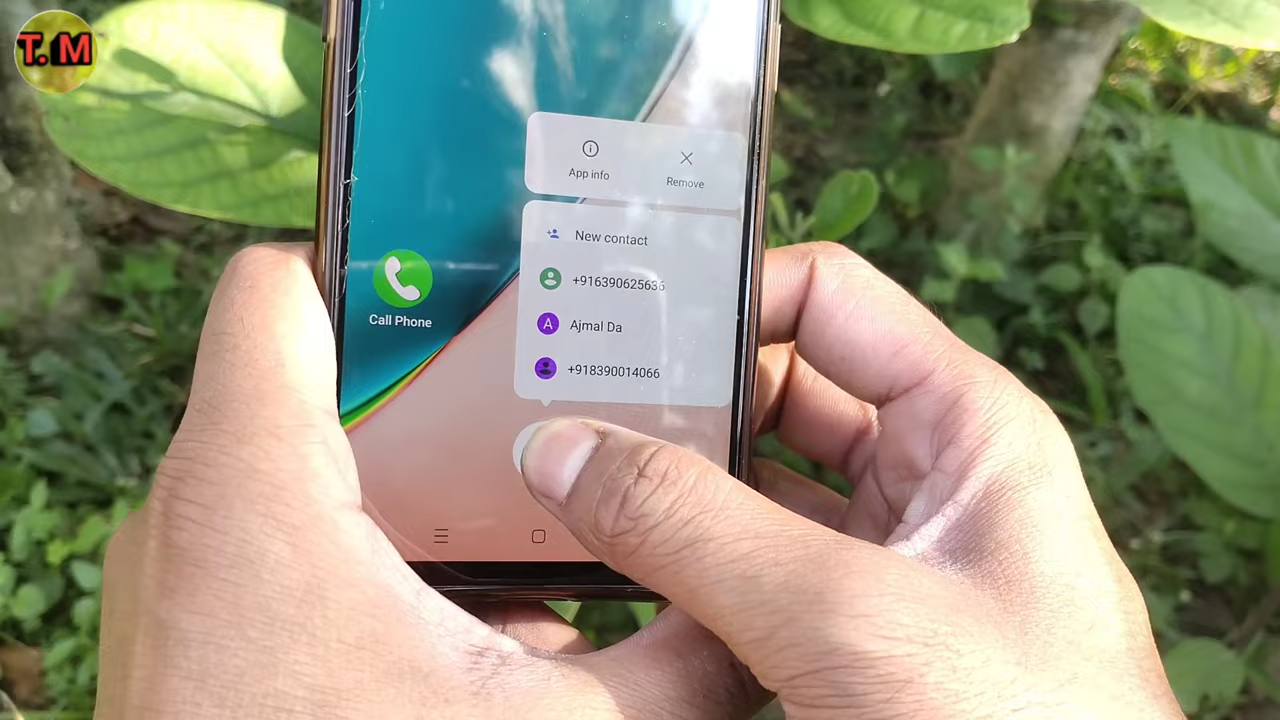 T.M
App info
Remove
New contact
+916390625636
Ajmal Da
+918390014066
Call Phone